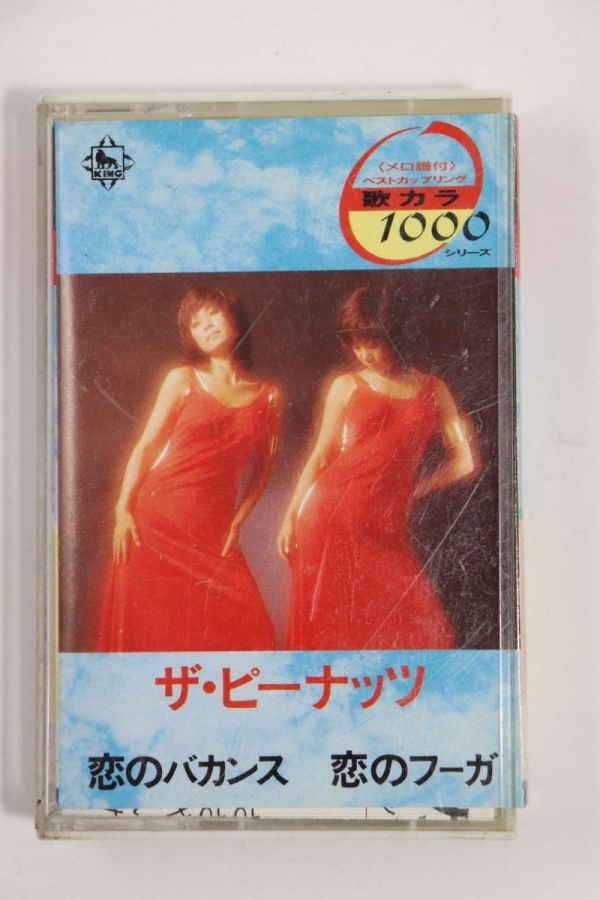 KING
〈メロ譜付〉
ベストカップリング
歌カラ
1000
シリーズ
ザ・ピーナッツ
恋のバカンス 恋のフーガ